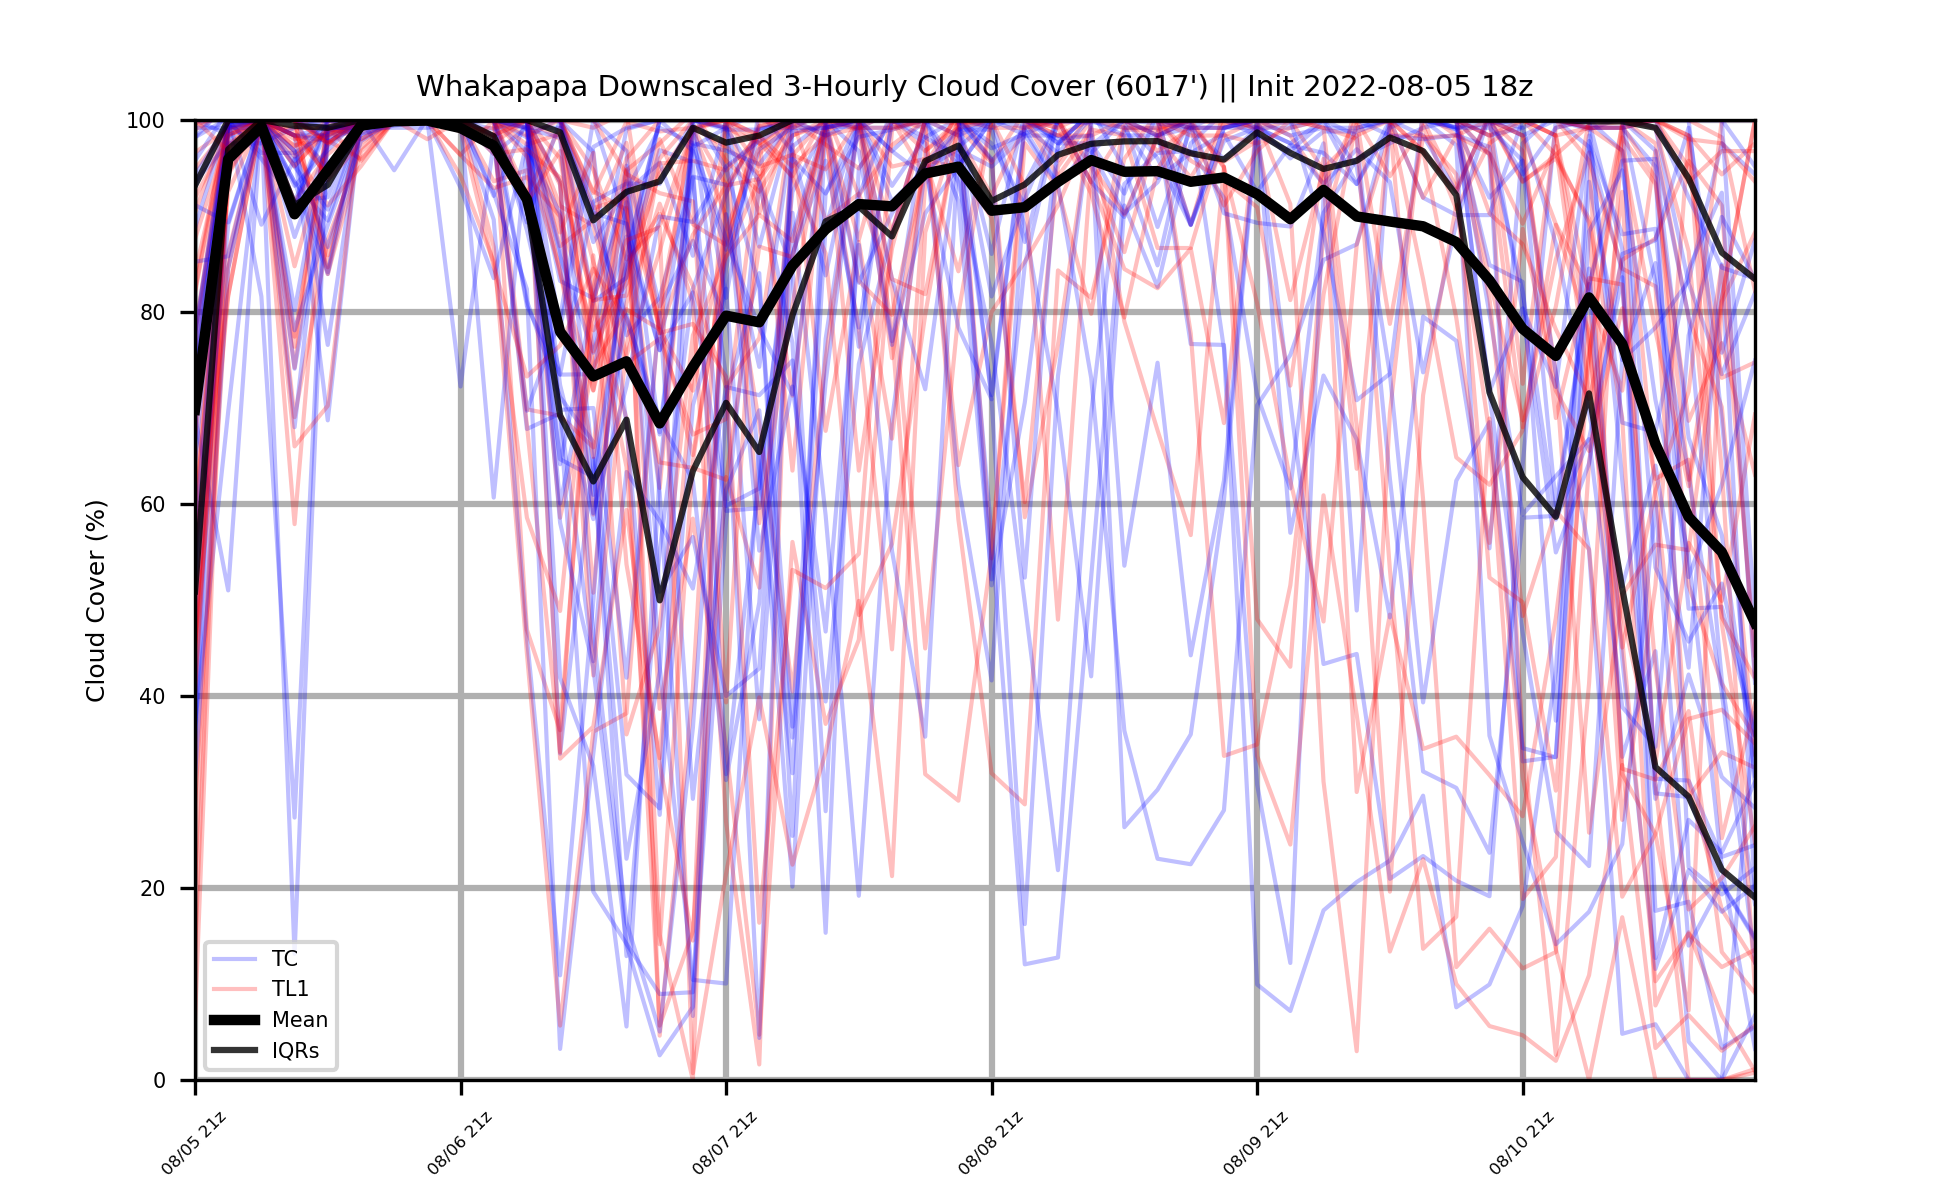 Whakapapa Downscaled 3-Hourly Cloud Cover (6017') || Init 2022-08-05 18z
Cloud Cover (%)
100
80
60
40
20
0
TC
TL1
Mean
IQRs
08/05 21z
08/06 21z
08/07 21z
08/08 21z
08/09 21z
08/10 21z